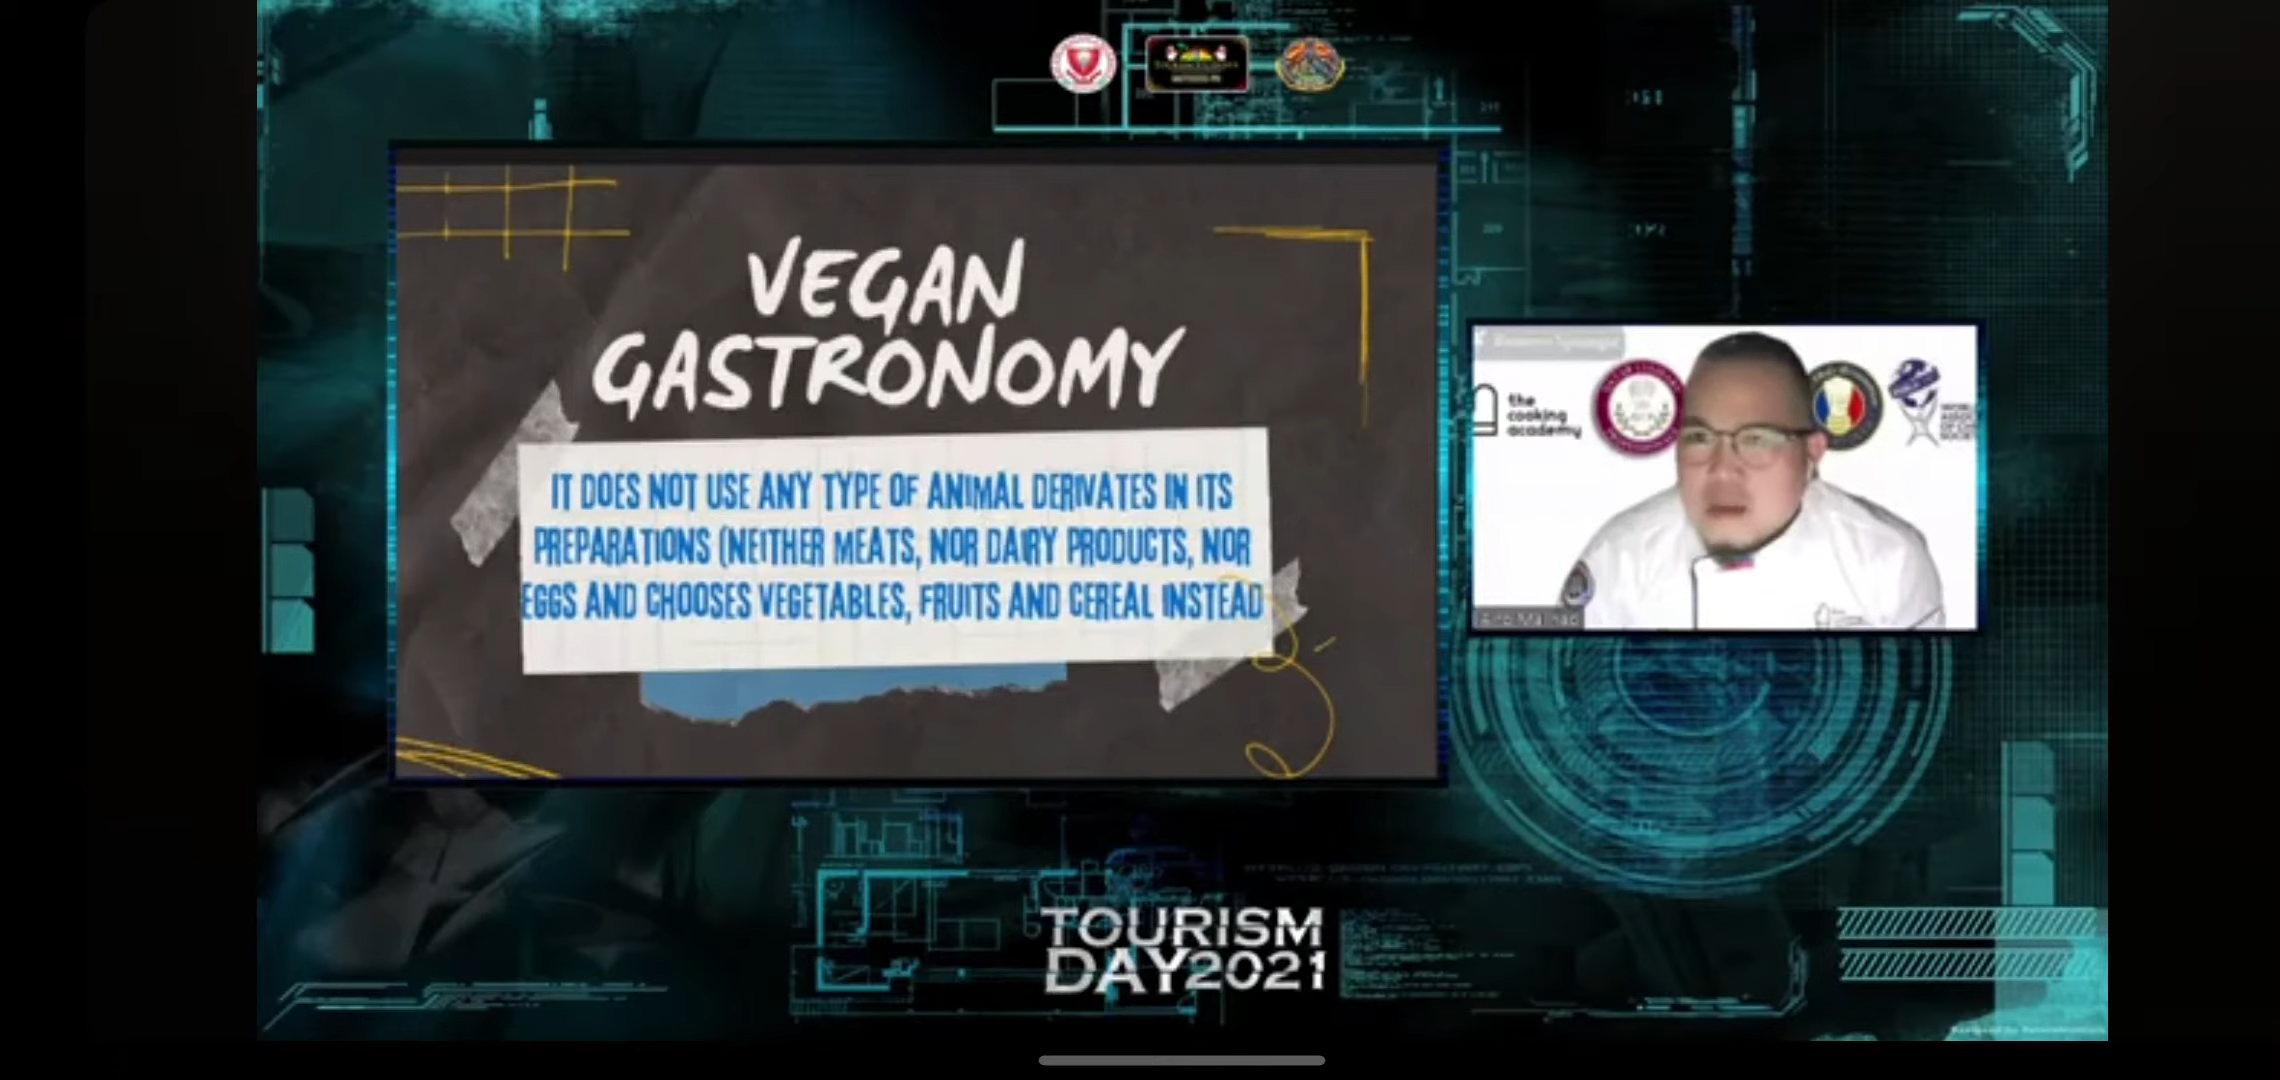 VEGAN
GASTRONOMY
IT DOES NOT USE ANY TYPE OF ANIMAL DERIVATES IN ITS
PREPARATIONS (NEITHER MEATS, NOR DAIRY PRODUCTS, NOR
EGGS AND CHOOSES VEGETABLES, FRUITS AND CEREAL INSTEAD
the
cooking
academy
TOURISM
DAY2021